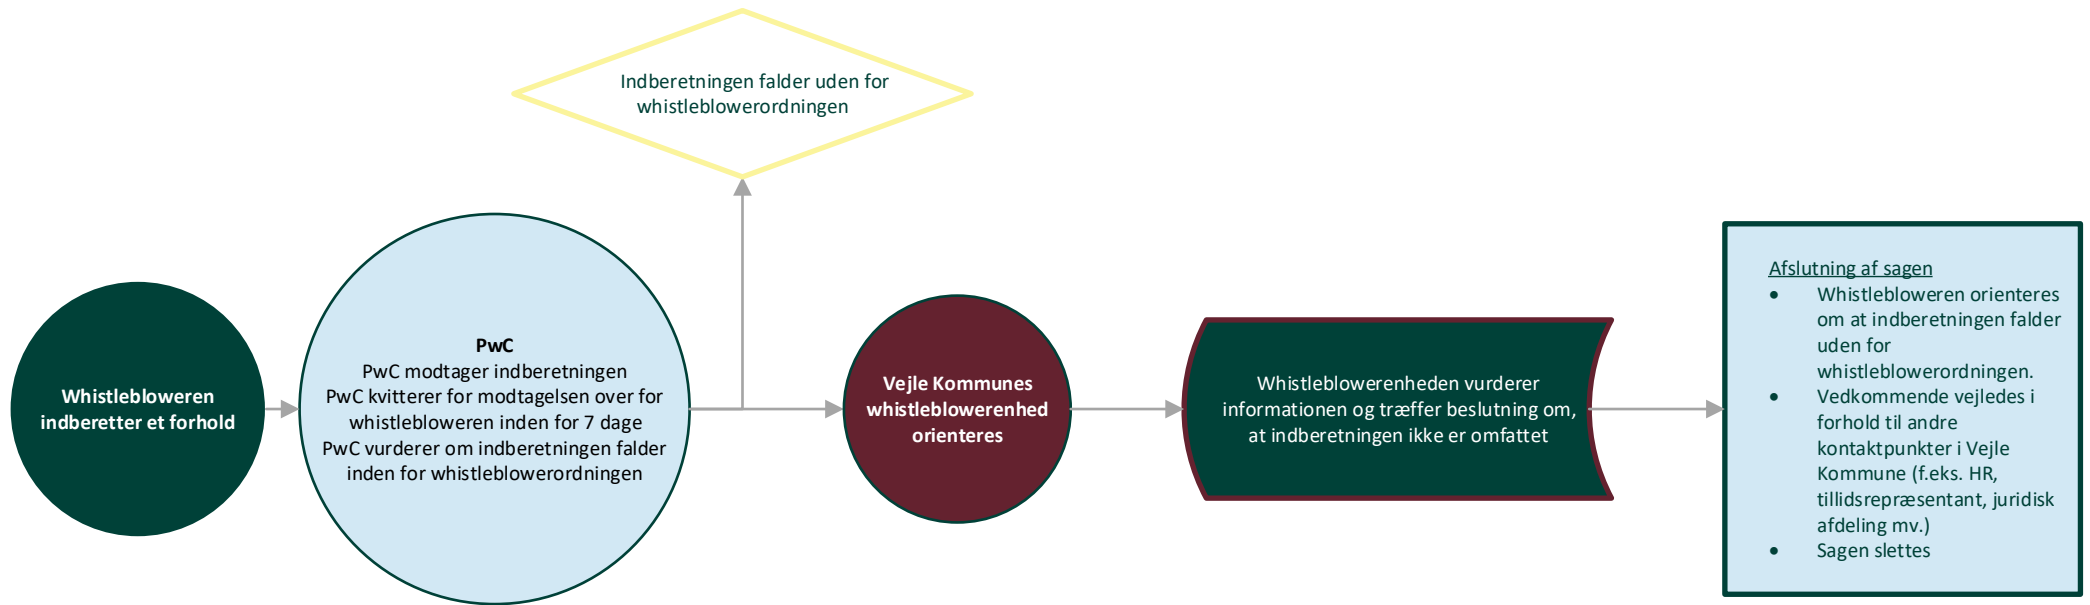 Indberetningen falder uden for
whistleblowerordningen
Whistlebloweren
indberetter et forhold
PwC
PwC modtager indberetningen
PwC kvitterer for modtagelsen over for
whistlebloweren inden for 7 dage
PwC vurderer om indberetningen falder
inden for whistleblowerordningen
Vejle Kommunes
whistleblowerenhed
orienteres
Whistleblowerenheden vurderer
informationen og træffer beslutning om,
at indberetningen ikke er omfattet
Afslutning af sagen
• Whistlebloweren orienteres
om at indberetningen falder
uden for
whistleblowerordningen.
• Vedkommende vejledes i
forhold til andre
kontaktpunkter i Vejle
Kommune (f.eks. HR,
tillidsrepræsentant, juridisk
afdeling mv.)
• Sagen slettes